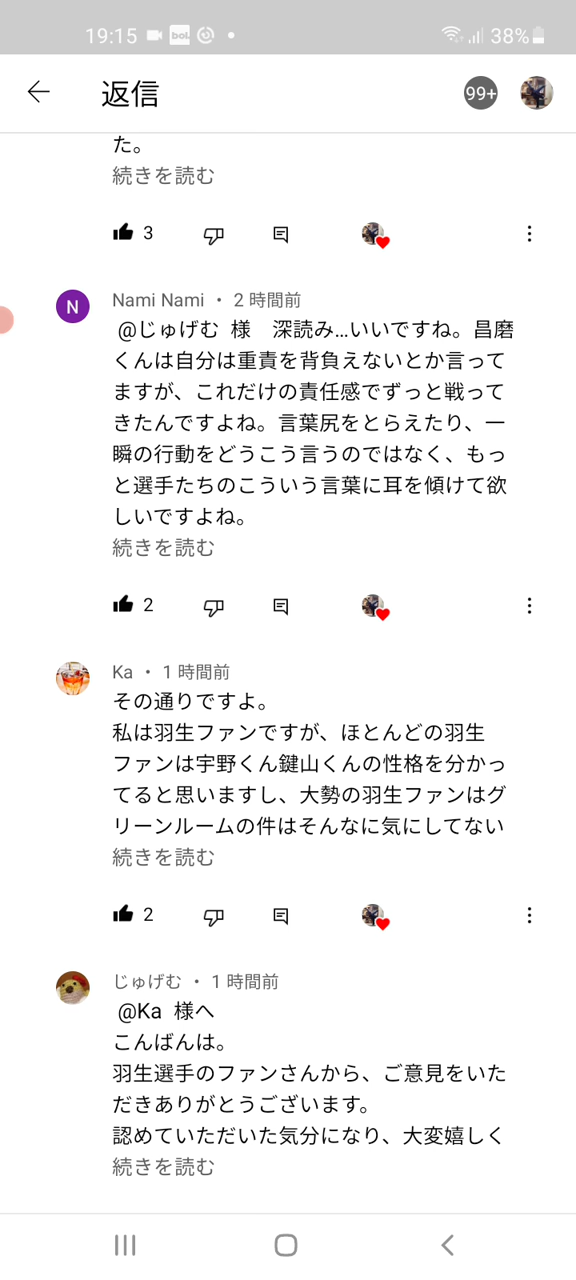 19:15 bol 38%
返信
99+
た。
続きを読む
3
N
Nami Nami ・ 2 時間前
@じゅげむ 様　深読み...いいですね。昌磨
くんは自分は重責を背負えないとか言って
ますが、これだけの責任感でずっと戦って
きたんですよね。言葉尻をとらえたり、一
瞬の行動をどうこう言うのではなく、もっ
と選手たちのこういう言葉に耳を傾けて欲
しいですよね。
続きを読む
2
Ka ・ 1 時間前
その通りですよ。
私は羽生ファンですが、ほとんどの羽生
ファンは宇野くん鍵山くんの性格を分かっ
てると思いますし、大勢の羽生ファンはグ
リーンルームの件はそんなに気にしてない
続きを読む
2
じゅげむ ・ 1 時間前
@Ka 様へ
こんばんは。
羽生選手のファンさんから、ご意見をいた
だきありがとうございます。
認めていただいた気分になり、大変嬉しく
続きを読む